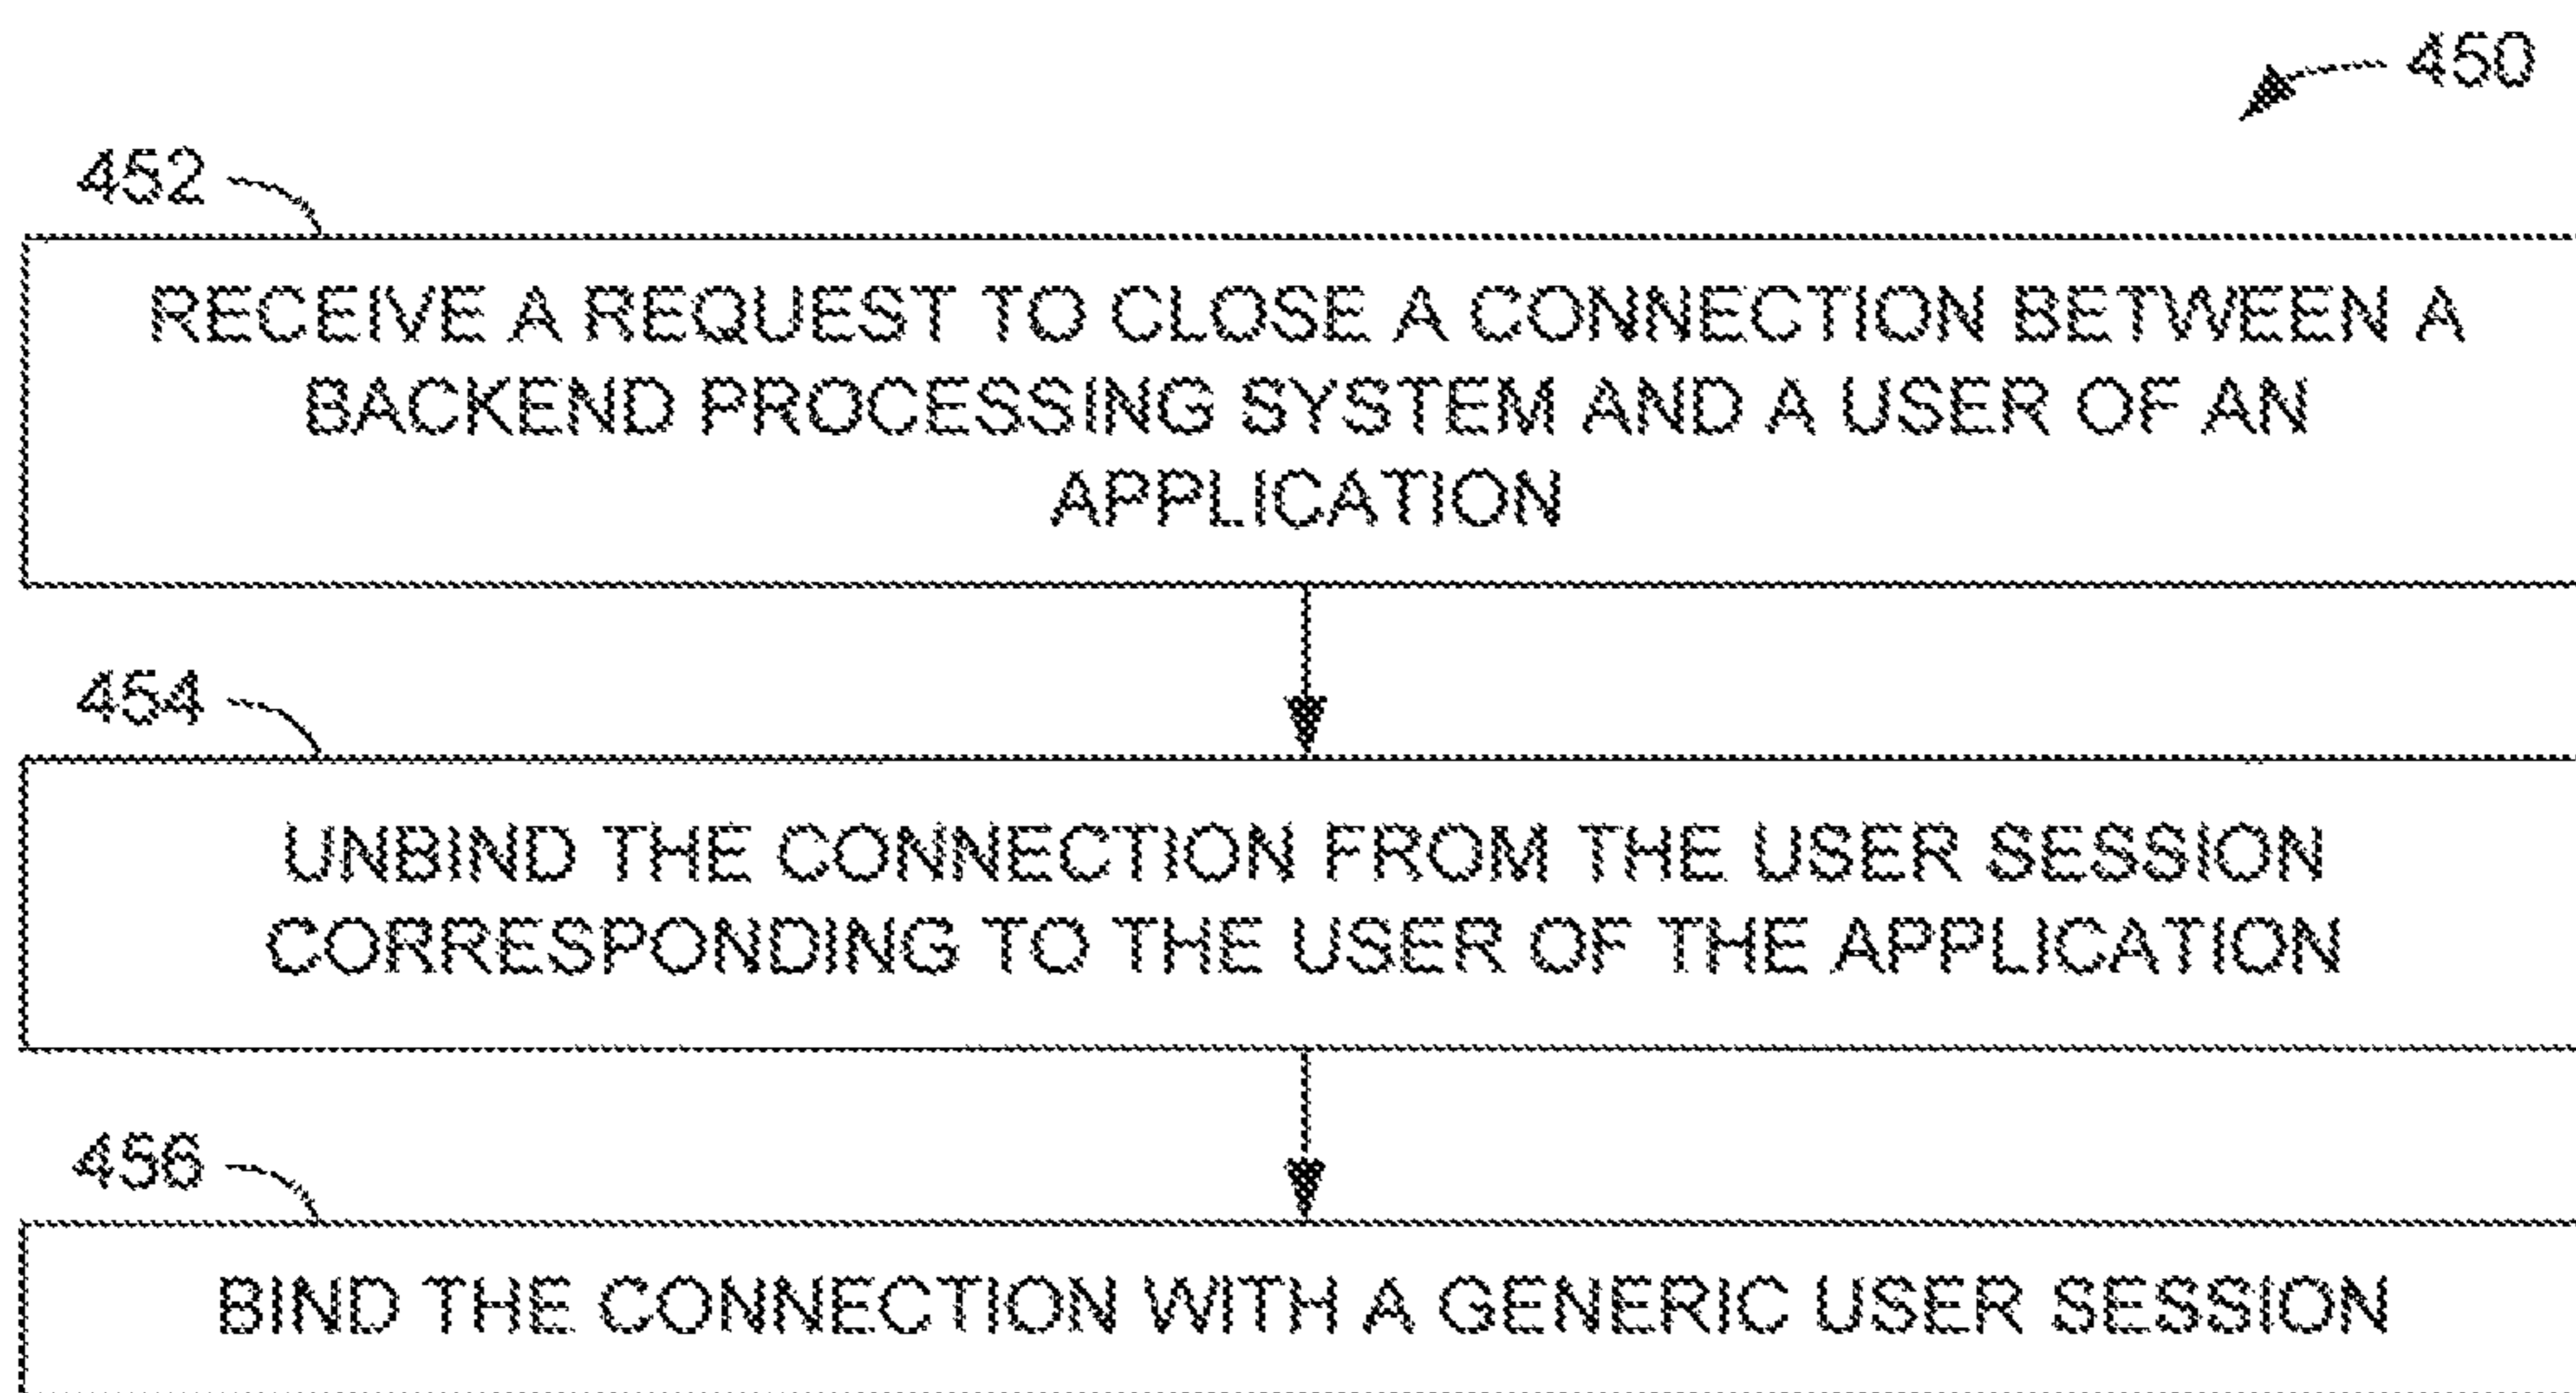 450
452
RECEIVE A REQUEST TO CLOSE A CONNECTION BETWEEN A
BACKEND PROCESSING SYSTEM AND A USER OF AN
APPLICATION
454
UNBIND THE CONNECTION FROM THE USER SESSION
CORRESPONDING TO THE USER OF THE APPLICATION
456
BIND THE CONNECTION WITH A GENERIC USER SESSION